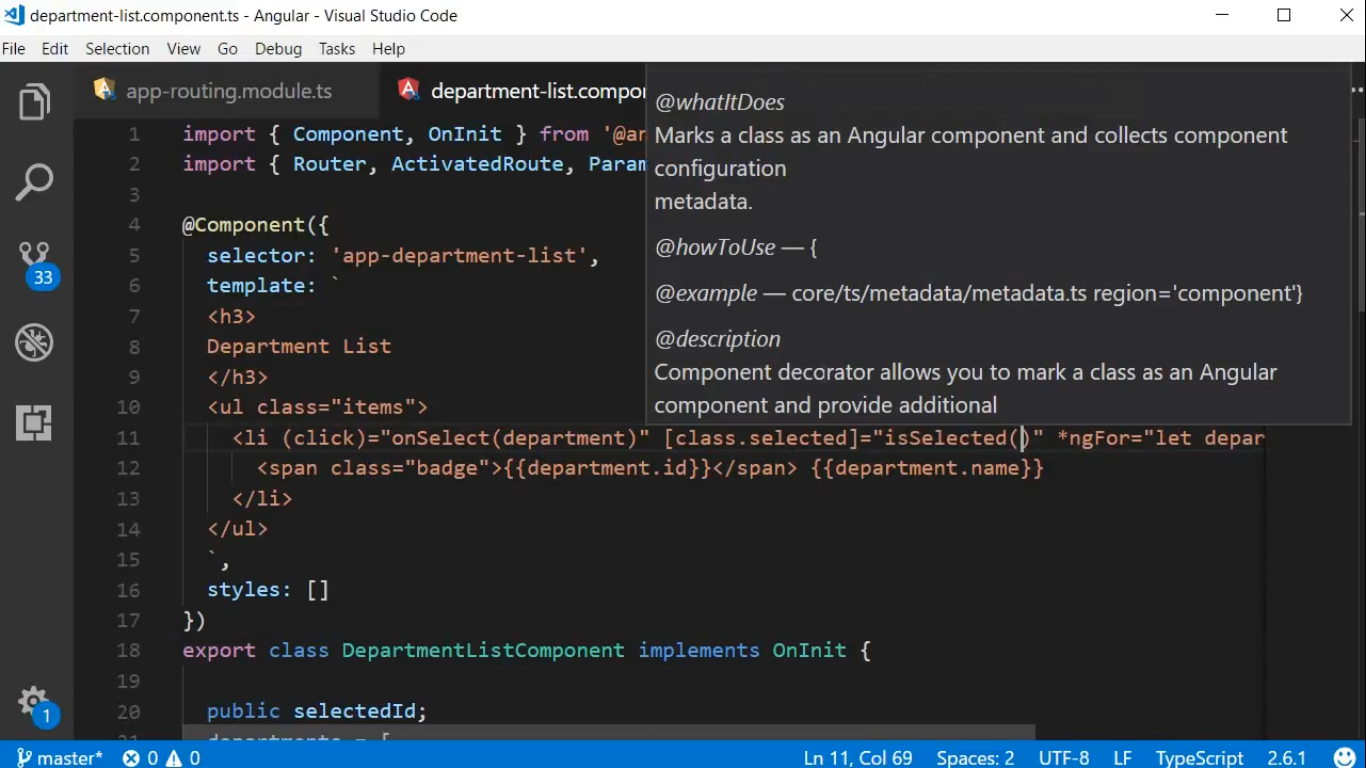 department-list.component.ts - Angular - Visual Studio Code
File Edit Selection View Go Debug Tasks Help
app-routing.module.ts department-list.compo
1 import { Component, OnInit } from '@an
2 import { Router, ActivatedRoute, Param
3
4 @Component({
5 selector: 'app-department-list',
6 template: `
7 <h3>
8 Department List
9 </h3>
10 <ul class="items">
11 <li (click)="onSelect(department)" [class.selected]="isSelected()" *ngFor="let depar
12 <span class="badge">{{department.id}}</span> {{department.name}}
13 </li>
14 </ul>
15 `,
16 styles: []
17 })
18 export class DepartmentListComponent implements OnInit {
19
20 public selectedId;
21 departments = [
@whatItDoes
Marks a class as an Angular component and collects component
configuration
metadata.
@howToUse — {
@example — core/ts/metadata/metadata.ts region='component'}
@description
Component decorator allows you to mark a class as an Angular
component and provide additional
33
1
master* 0 0 Ln 11, Col 69 Spaces: 2 UTF-8 LF TypeScript 2.6.1